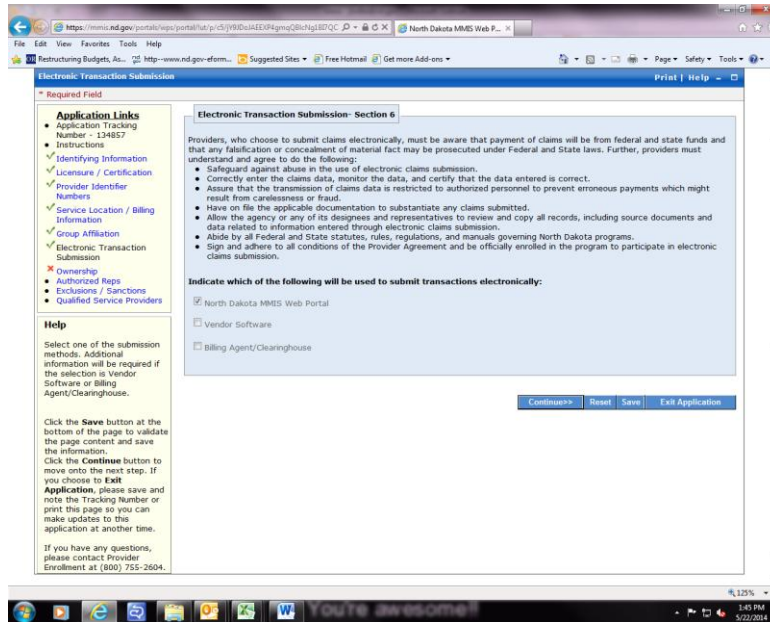 https://mmis.nd.gov/portals/wps/
North Dakota MMIS Web P...
File Edit View Favorites Tools Help
Restructuring Budgets, As... http--www.nd.gov-eform... Suggested Sites Free Hotmail Get more Add-ons Page Safety Tools
Electronic Transaction Submission
Print | Help
* Required Field
Application Links
Application Tracking
Number - 134857
Instructions
Identifying Information
Licensure / Certification
Provider Identifier
Numbers
Service Location / Billing
Information
Group Affiliation
Electronic Transaction
Submission
Ownership
Authorized Reps
Exclusions / Sanctions
Qualified Service Providers
Help
Select one of the submission
methods. Additional
information will be required if
the selection is Vendor
Software or Billing
Agent/Clearinghouse.
Click the Save button at the
bottom of the page to validate
the page content and save
the information.
Click the Continue button to
move onto the next step. If
you choose to Exit
Application, please save and
note the Tracking Number or
print this page so you can
make updates to this
application at another time.
If you have any questions,
please contact Provider
Enrollment at (800) 755-2604.
Electronic Transaction Submission- Section 6
Providers, who choose to submit claims electronically, must be aware that payment of claims will be from federal and state funds and
that any falsification or concealment of material fact may be prosecuted under Federal and State laws. Further, providers must
understand and agree to do the following:
Safeguard against abuse in the use of electronic claims submission.
Correctly enter the claims data, monitor the data, and certify that the data entered is correct.
Assure that the transmission of claims data is restricted to authorized personnel to prevent erroneous payments which might
result from carelessness or fraud.
Have on file the applicable documentation to substantiate any claims submitted.
Allow the agency or any of its designees and representatives to review and copy all records, including source documents and
data related to information entered through electronic claims submission.
Abide by all Federal and State statutes, rules, regulations, and manuals governing North Dakota programs.
Sign and adhere to all conditions of the Provider Agreement and be officially enrolled in the program to participate in electronic
claims submission.
Indicate which of the following will be used to submit transactions electronically:
North Dakota MMIS Web Portal
Vendor Software
Billing Agent/Clearinghouse
Continue>> Reset Save Exit Application
125%
You're awesome!!
1:45 PM
5/22/2014